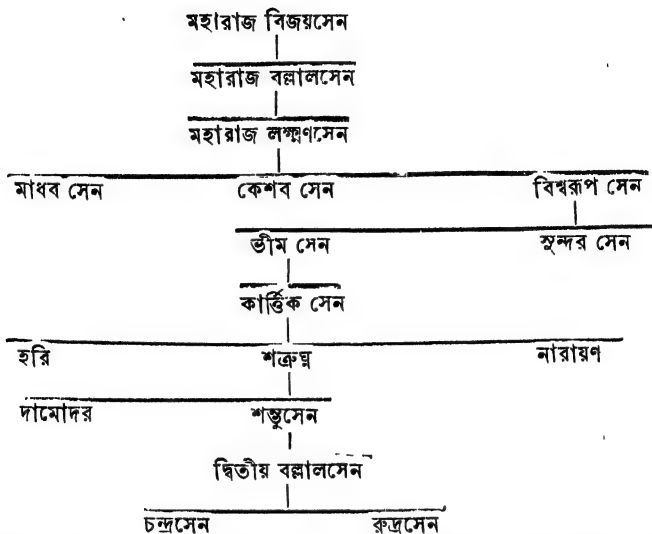 মহারাজ বিজয়সেন
মহারাজ বল্লালসেন
মহারাজ লক্ষ্মণসেন
মাধব সেন কেশব সেন বিশ্বরূপ সেন
ভীম সেন সুন্দর সেন
কার্ত্তিক সেন
হরি শত্রুঘ্ন নারায়ণ
দামোদর শম্ভুসেন
দ্বিতীয় বল্লালসেন
চন্দ্রসেন রুদ্রসেন